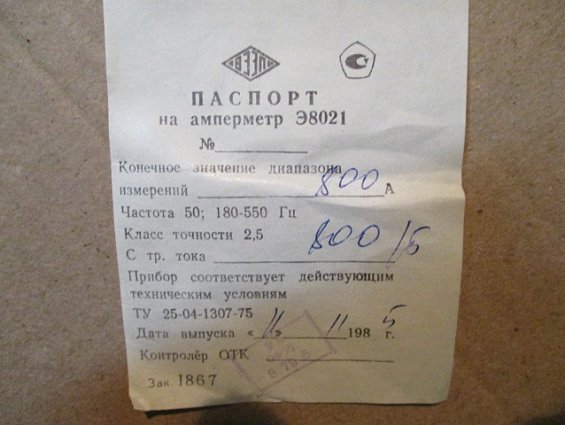 ПАСПОРТ
на амперметр Э8021
№
Конечное значение диапазона
измерений 800 А
Частота 50; 180-550 Гц
Класс точности 2,5
С тр. тока 800/5
Прибор соответствует действующим
техническим условиям
ТУ 25-04-1307-75
Дата выпуска « 11 » 11 198 5 г.
Контролёр ОТК
Зак. 1867